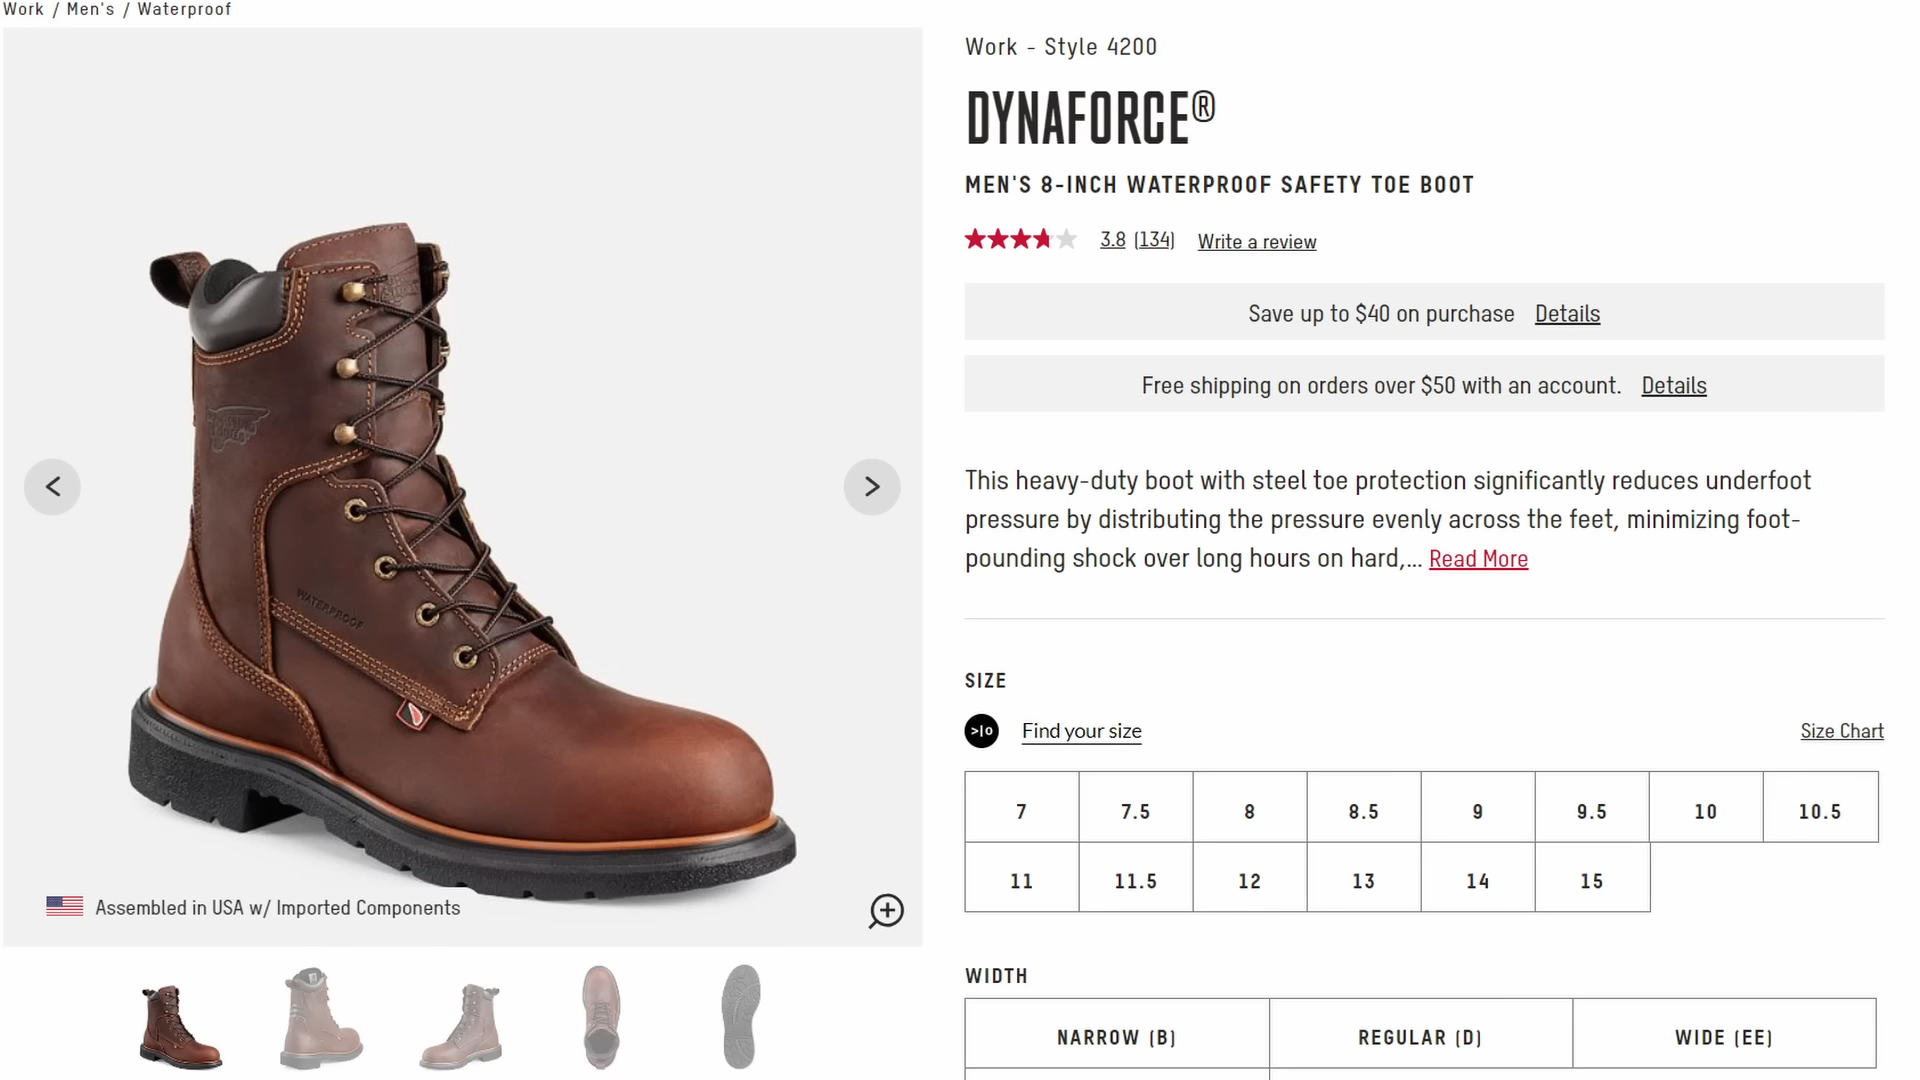 Work / Men's / Waterproof
Work - Style 4200
DYNAFORCE®
MEN'S 8-INCH WATERPROOF SAFETY TOE BOOT
3.8 (134) Write a review
Save up to $40 on purchase Details
Free shipping on orders over $50 with an account. Details
This heavy-duty boot with steel toe protection significantly reduces underfoot
pressure by distributing the pressure evenly across the feet, minimizing foot-
pounding shock over long hours on hard,... Read More
SIZE
>|o Find your size Size Chart
7 7.5 8 8.5 9 9.5 10 10.5
11 11.5 12 13 14 15
WIDTH
NARROW (B) REGULAR (D) WIDE (EE)
WATERPROOF
Assembled in USA w/ Imported Components